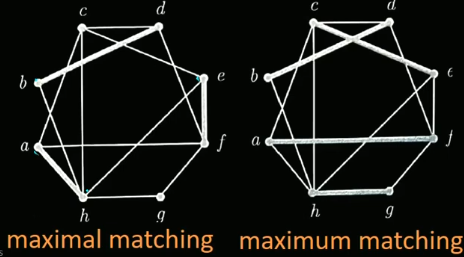 c d c d
b e b e
a f a f
h g h g
maximal matching maximum matching